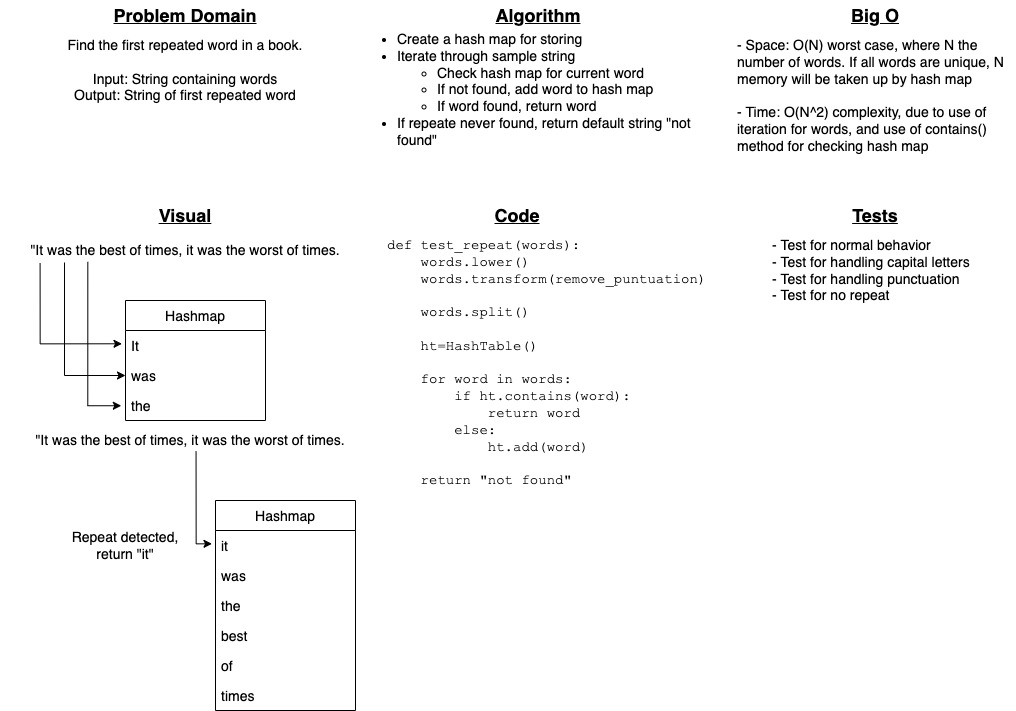 Problem Domain
Find the first repeated word in a book.
Input: String containing words
Output: String of first repeated word
Algorithm
• Create a hash map for storing
• Iterate through sample string
○ Check hash map for current word
○ If not found, add word to hash map
○ If word found, return word
• If repeate never found, return default string "not
found"
Big O
- Space: O(N) worst case, where N the
number of words. If all words are unique, N
memory will be taken up by hash map
- Time: O(N^2) complexity, due to use of
iteration for words, and use of contains()
method for checking hash map
Visual
"It was the best of times, it was the worst of times.
Hashmap
It
was
the
"It was the best of times, it was the worst of times.
Repeat detected,
return "it"
Hashmap
it
was
the
best
of
times
Code
def test_repeat(words):
words.lower()
words.transform(remove_puntuation)
words.split()
ht=HashTable()
for word in words:
if ht.contains(word):
return word
else:
ht.add(word)
return "not found"
Tests
- Test for normal behavior
- Test for handling capital letters
- Test for handling punctuation
- Test for no repeat